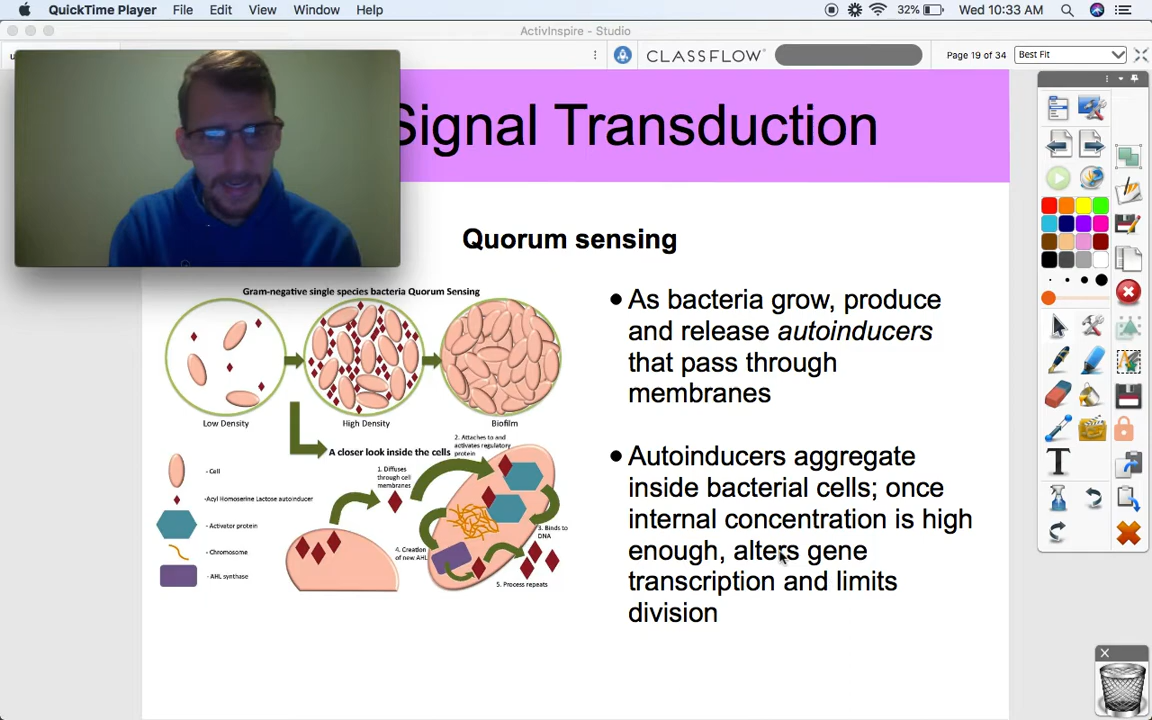 QuickTime Player File Edit View Window Help 32% Wed 10:33 AM
ActivInspire - Studio
CLASSFLOW Page 19 of 34 Best Fit
Signal Transduction
Quorum sensing
Gram-negative single species bacteria Quorum Sensing
Low Density High Density Biofilm
A closer look inside the cells
1. Diffuses
through cell
membranes
2. Attaches to and
activates regulatory
protein
3. Binds to
DNA
4. Creation
of new AHL
5. Process repeats
- Cell
-Acyl Homoserine Lactose autoinducer
- Activator protein
- Chromosome
- AHL synthase
• As bacteria grow, produce
and release autoinducers
that pass through
membranes
• Autoinducers aggregate
inside bacterial cells; once
internal concentration is high
enough, alters gene
transcription and limits
division
T